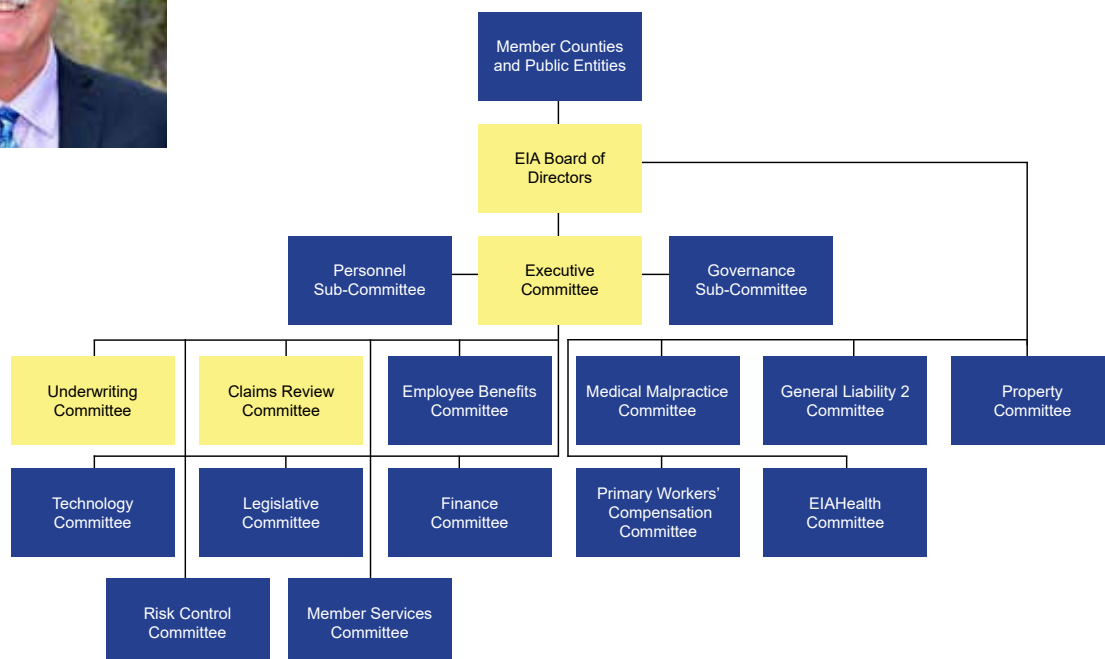 Member Counties
and Public Entities
EIA Board of
Directors
Personnel
Sub-Committee
Executive
Committee
Governance
Sub-Committee
Underwriting
Committee
Claims Review
Committee
Employee Benefits
Committee
Medical Malpractice
Committee
General Liability 2
Committee
Property
Committee
Technology
Committee
Legislative
Committee
Finance
Committee
Primary Workers’
Compensation
Committee
EIAHealth
Committee
Risk Control
Committee
Member Services
Committee